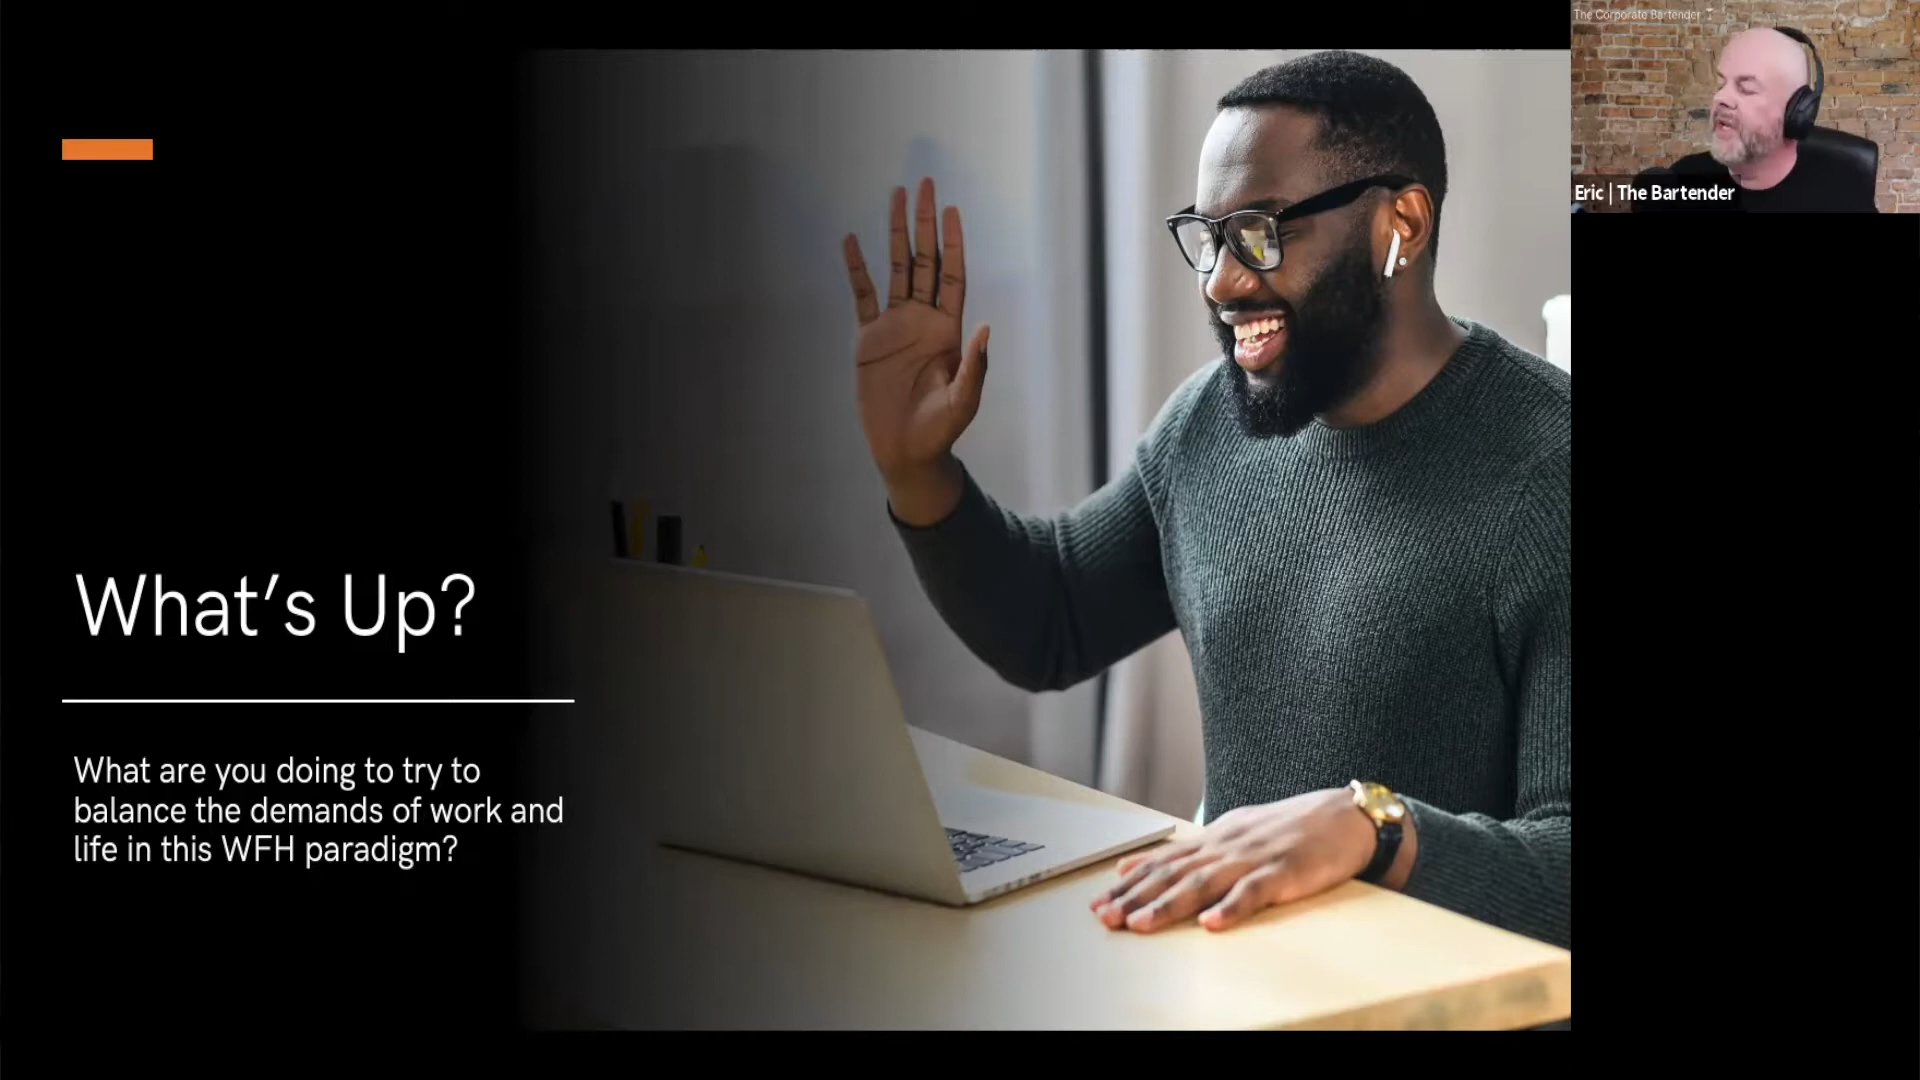 The Corporate Bartender
Eric | The Bartender
What's Up?
What are you doing to try to
balance the demands of work and
life in this WFH paradigm?